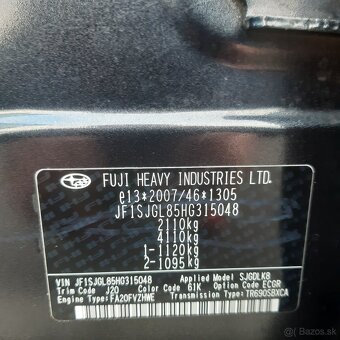 FUJI HEAVY INDUSTRIES LTD.
e13*2007/46*1305
JF1SJGL85HG315048
2110kg
4110kg
1-1120kg
2-1095kg
VIN JF1SJGL85HG315048 Applied Model SJGDLK8
Trim Code J20 Color Code 61K Option Code ECGR
Engine Type: FA20FVZHWE Transmission Type: TR690SBXCA
Bazos.sk